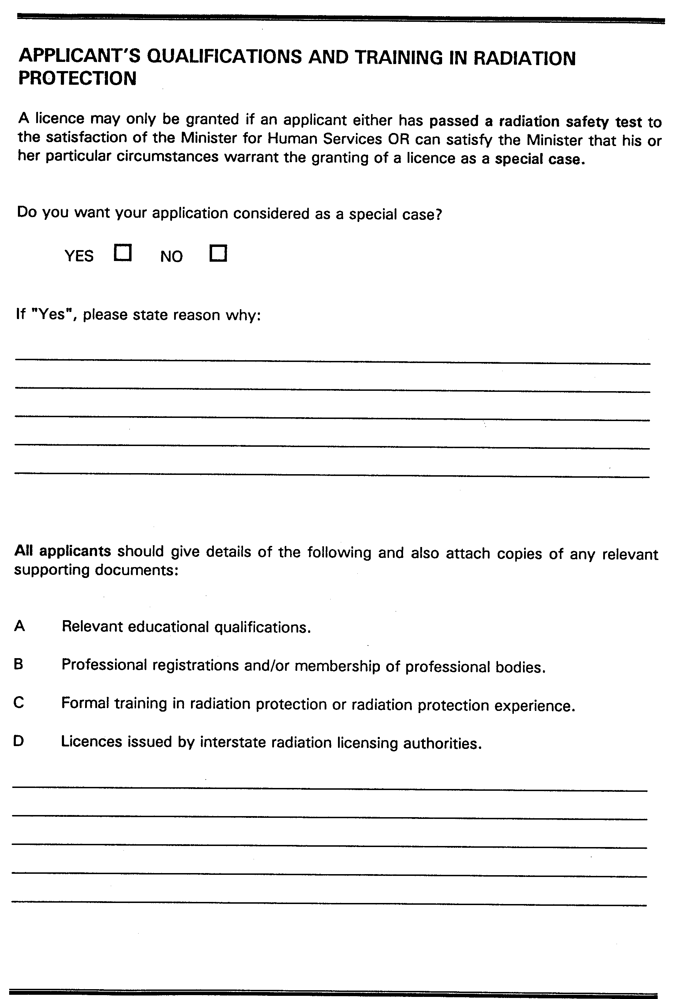 APPLICANT'S QUALIFICATIONS AND TRAINING IN RADIATION
PROTECTION
A licence may only be granted if an applicant either has passed a radiation safety test to
the satisfaction of the Minister for Human Services OR can satisfy the Minister that his or
her particular circumstances warrant the granting of a licence as a special case.
Do you want your application considered as a special case?
YES NO
If "Yes", please state reason why:
All applicants should give details of the following and also attach copies of any relevant
supporting documents:
A Relevant educational qualifications.
B Professional registrations and/or membership of professional bodies.
C Formal training in radiation protection or radiation protection experience.
D Licences issued by interstate radiation licensing authorities.